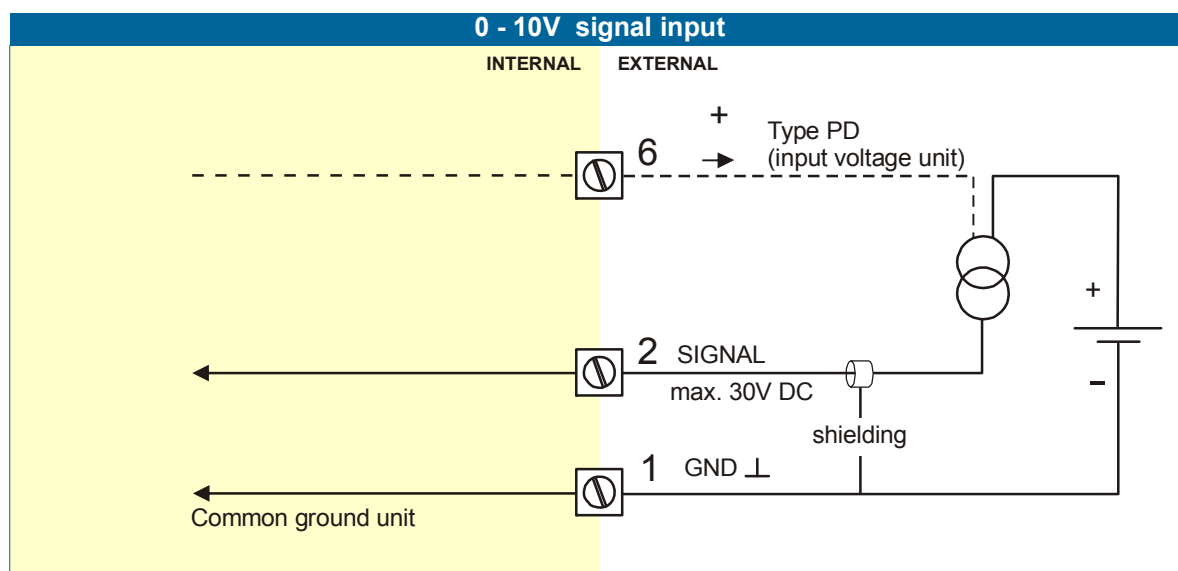 0 - 10V signal input
INTERNAL EXTERNAL
+
6
Type PD
(input voltage unit)
+
2 SIGNAL
max. 30V DC
-
shielding
1 GND
Common ground unit